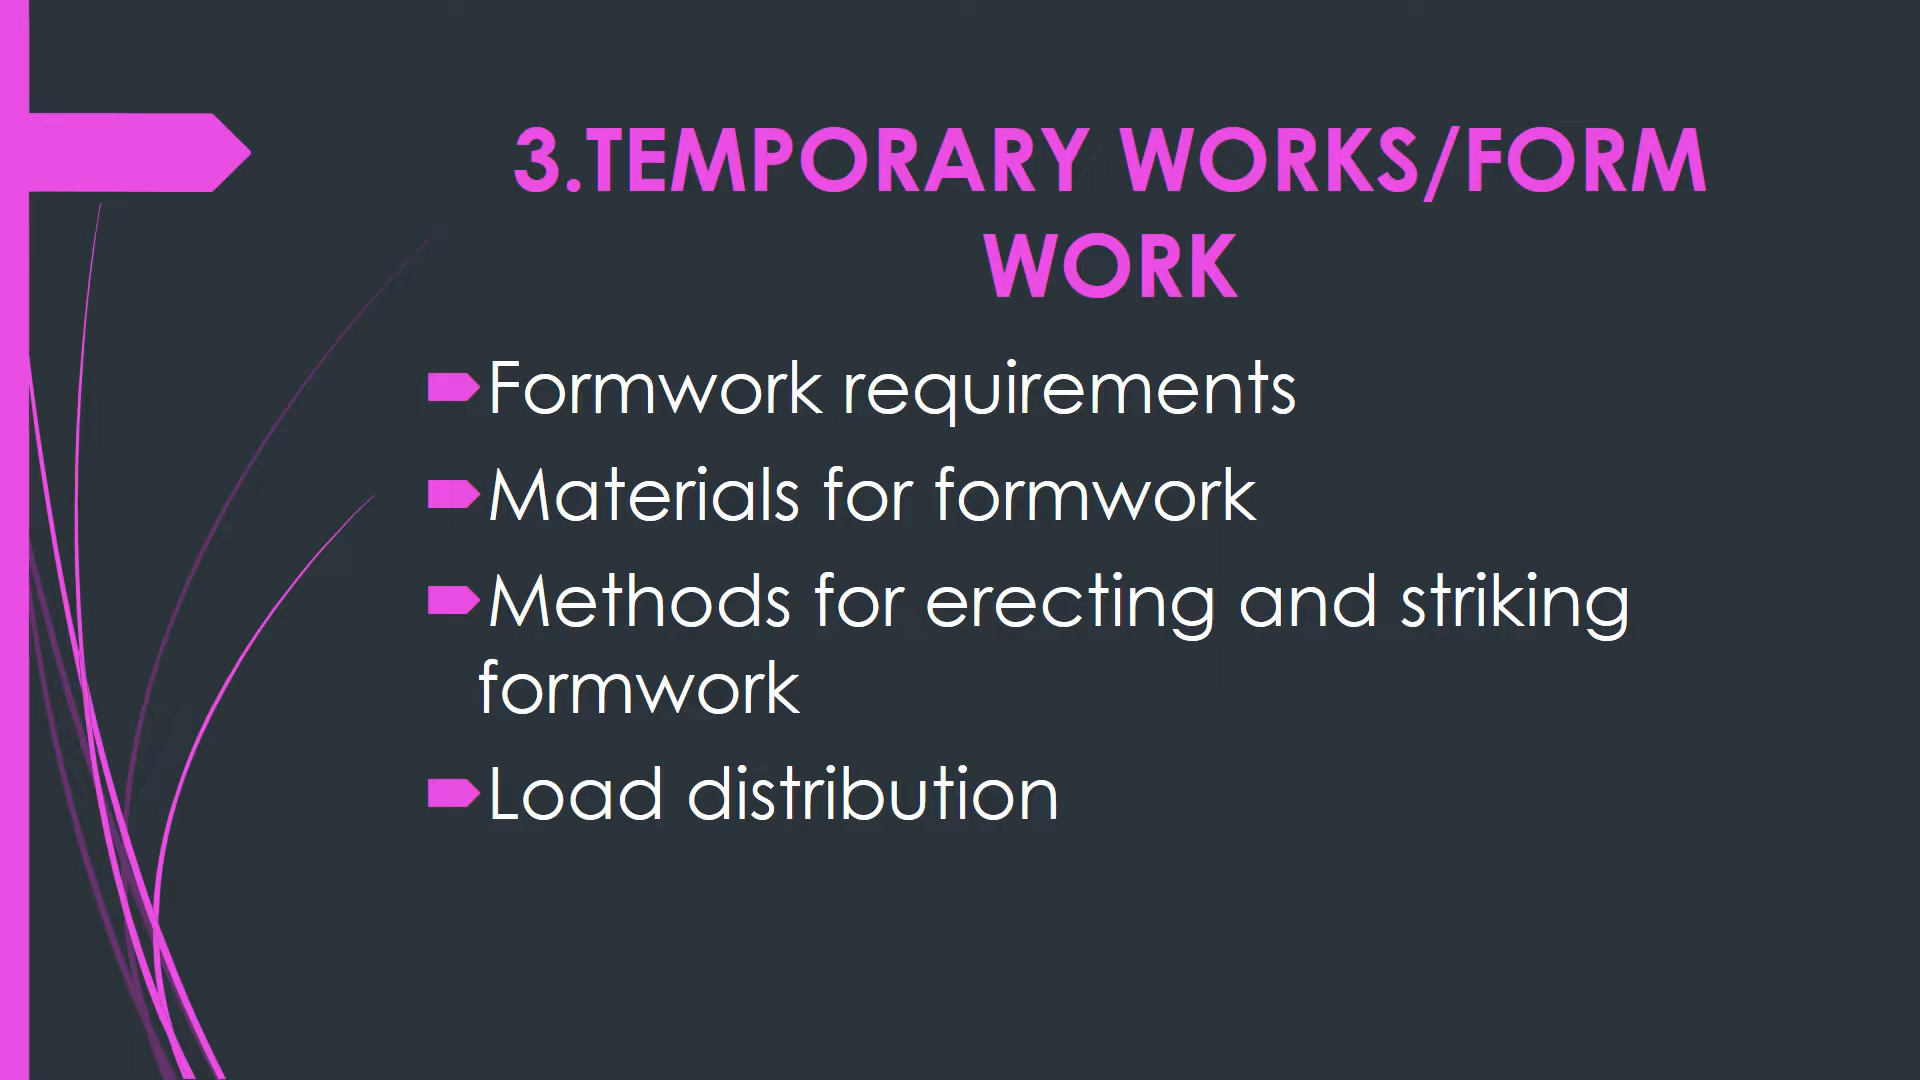 3.TEMPORARY WORKS/FORM
WORK
Formwork requirements
Materials for formwork
Methods for erecting and striking
formwork
Load distribution